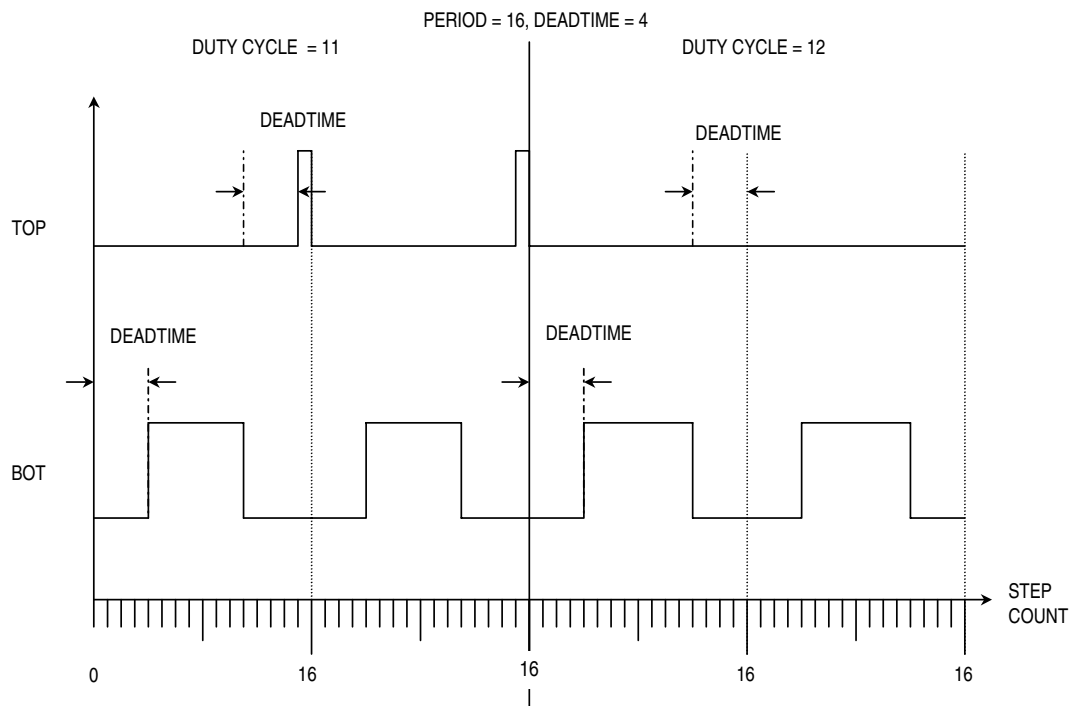 PERIOD = 16, DEADTIME = 4
DUTY CYCLE = 11
DUTY CYCLE = 12
DEADTIME
DEADTIME
TOP
DEADTIME
DEADTIME
BOT
STEP
COUNT
0
16
16
16
16